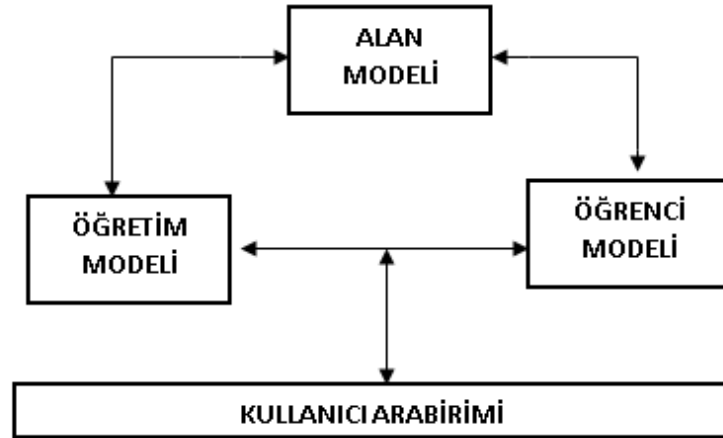 ALAN
MODELİ
ÖĞRETİM
MODELİ
ÖĞRENCİ
MODELİ
KULLANICI ARABİRİMİ